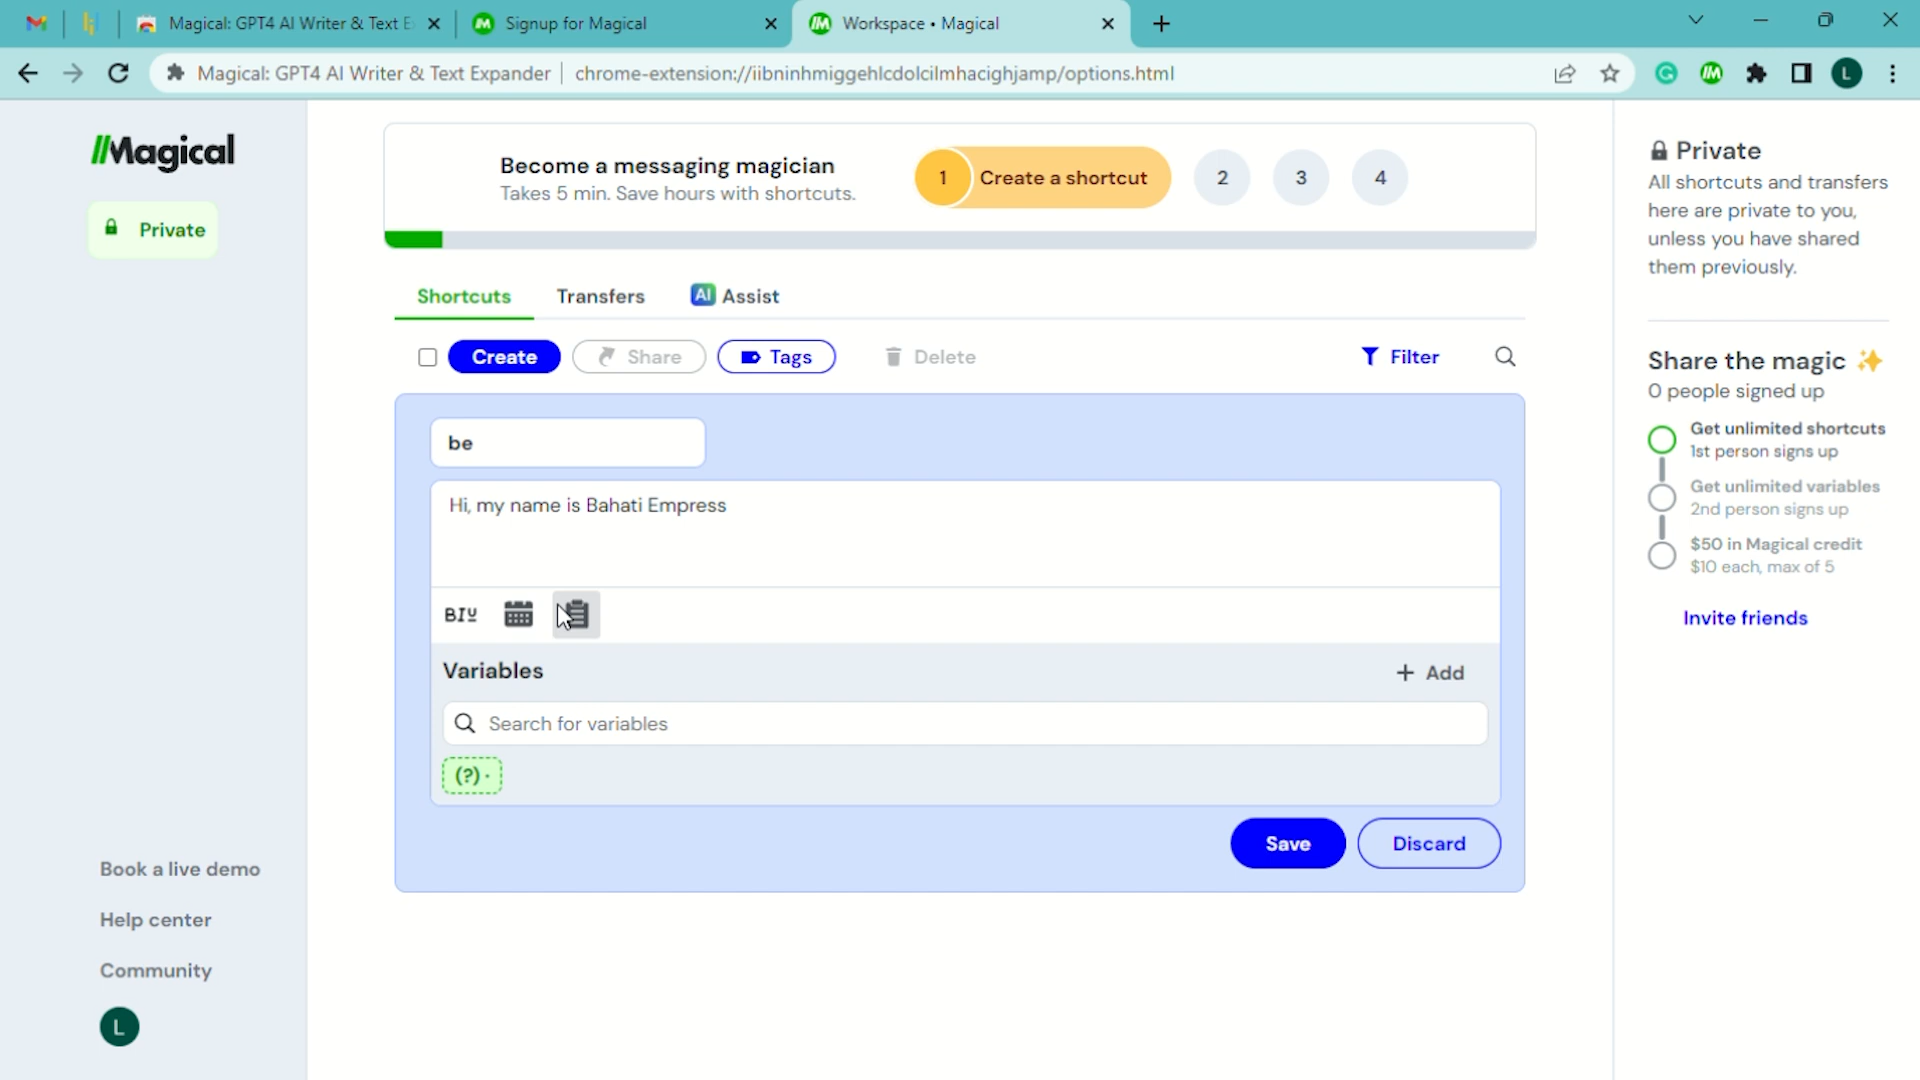 Magical: GPT4 AI Writer & Text E
Signup for Magical
Workspace • Magical
Magical: GPT4 AI Writer & Text Expander
chrome-extension://iibninhmiggehlcdolcilmhacighjamp/options.html
L
//Magical
Private
Become a messaging magician
Takes 5 min. Save hours with shortcuts.
1 Create a shortcut 2 3 4
Shortcuts Transfers AI Assist
Create Share Tags Delete Filter
be
Hi, my name is Bahati Empress
BIU
Variables
+ Add
Search for variables
(?) ·
Save Discard
Book a live demo
Help center
Community
L
Private
All shortcuts and transfers
here are private to you,
unless you have shared
them previously.
Share the magic ✨
0 people signed up
Get unlimited shortcuts
1st person signs up
Get unlimited variables
2nd person signs up
$50 in Magical credit
$10 each, max of 5
Invite friends